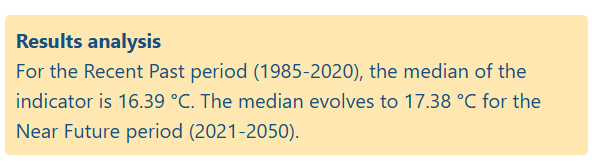 Results analysis
For the Recent Past period (1985-2020), the median of the
indicator is 16.39 °C. The median evolves to 17.38 °C for the
Near Future period (2021-2050).